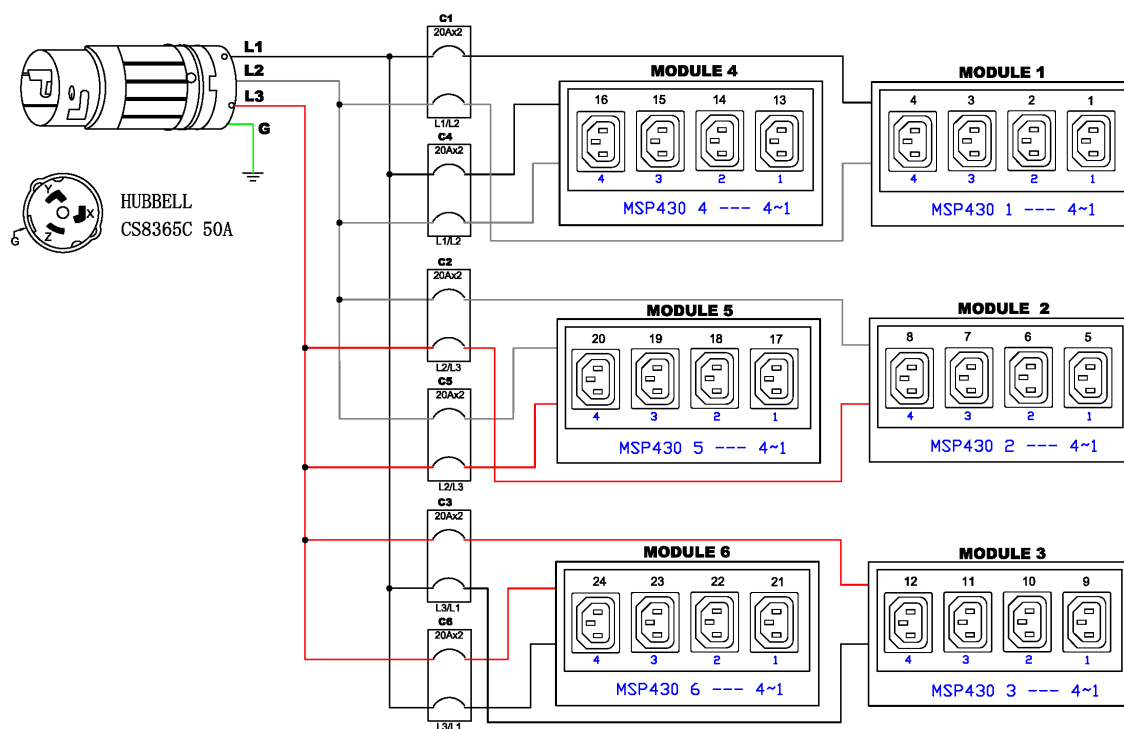 L1
L2
L3
G
HUBBELL
CS8365C 50A
Y
X
Z
G
C1
20Ax2
L1/L2
C4
20Ax2
L1/L2
C2
20Ax2
L2/L3
C5
20Ax2
L2/L3
C3
20Ax2
L3/L1
C6
20Ax2
L3/L1
MODULE 4
16 15 14 13
4 3 2 1
MSP430 4 --- 4~1
MODULE 1
4 3 2 1
4 3 2 1
MSP430 1 --- 4~1
MODULE 5
20 19 18 17
4 3 2 1
MSP430 5 --- 4~1
MODULE 2
8 7 6 5
4 3 2 1
MSP430 2 --- 4~1
MODULE 6
24 23 22 21
4 3 2 1
MSP430 6 --- 4~1
MODULE 3
12 11 10 9
4 3 2 1
MSP430 3 --- 4~1